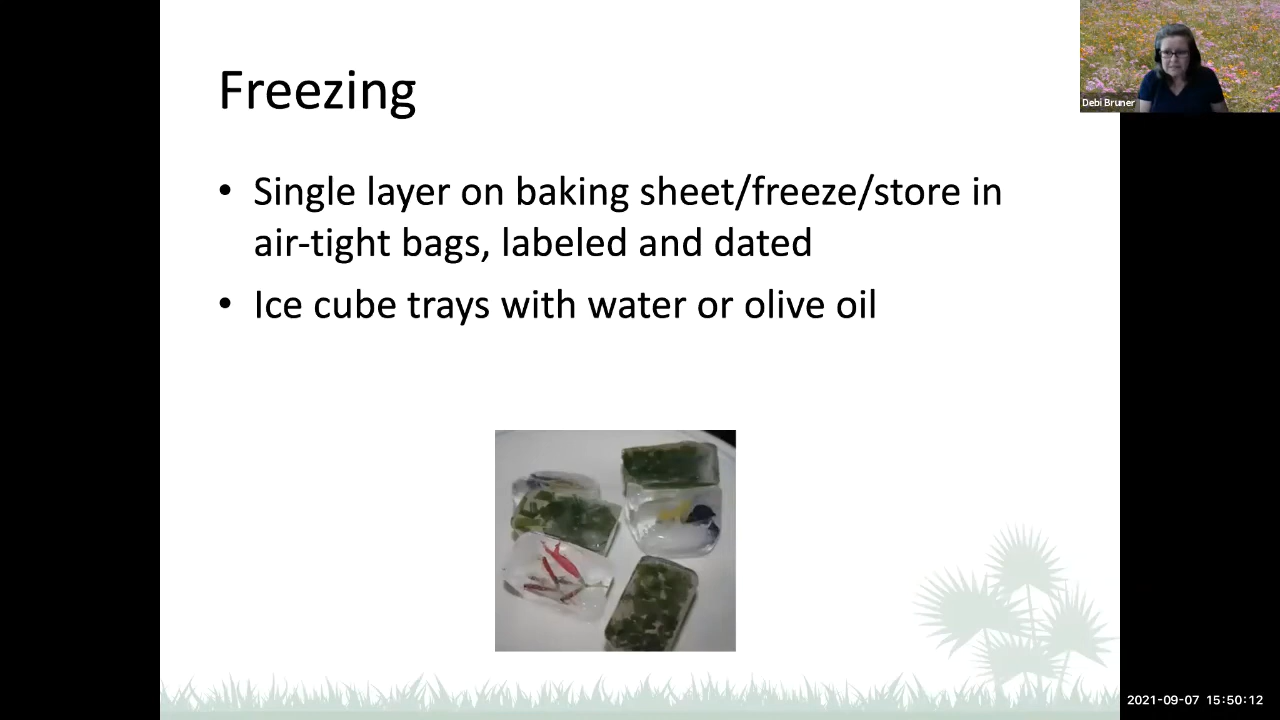 Freezing
Debi Bruner
• Single layer on baking sheet/freeze/store in
air-tight bags, labeled and dated
• Ice cube trays with water or olive oil
2021-09-07 15:50:12